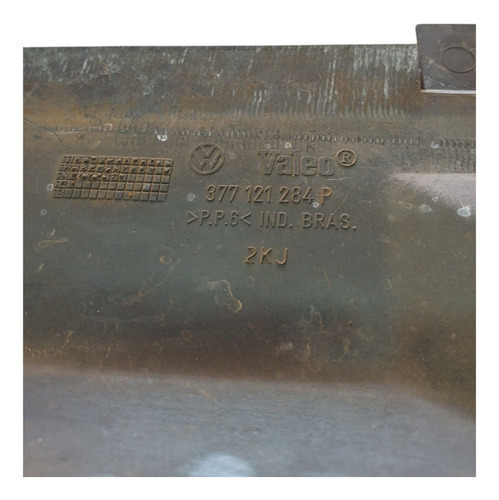 Valeo®
377 121 284 P
>P.P.6< IND. BRAS.
2KJ